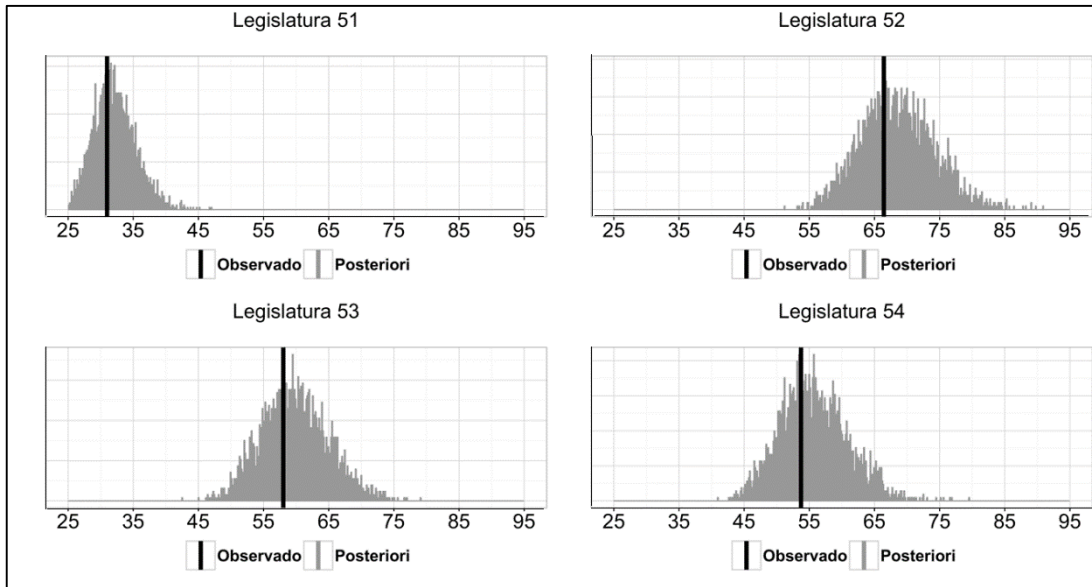 Legislatura 51
Legislatura 52
25 35 45 55 65 75 85 95
25 35 45 55 65 75 85 95
Observado Posteriori
Observado Posteriori
Legislatura 53
Legislatura 54
25 35 45 55 65 75 85 95
25 35 45 55 65 75 85 95
Observado Posteriori
Observado Posteriori